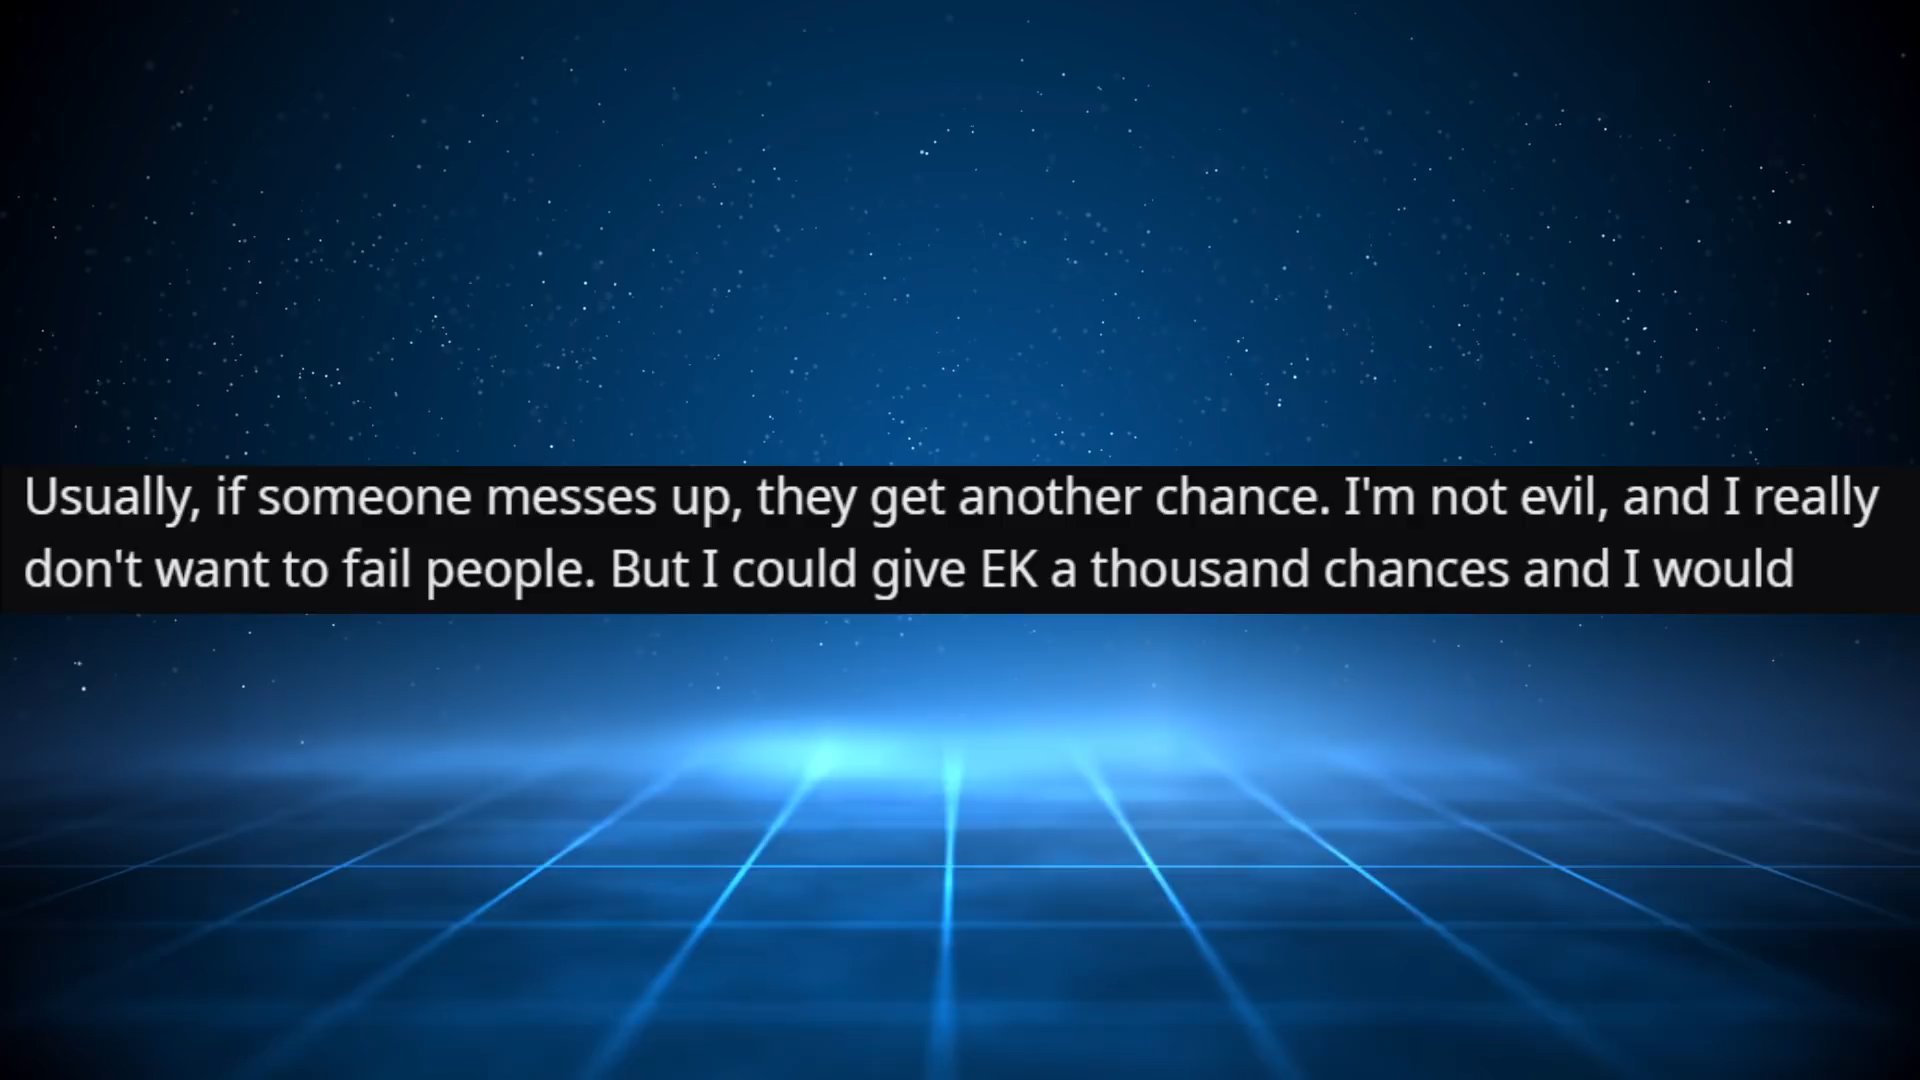 Usually, if someone messes up, they get another chance. I'm not evil, and I really
don't want to fail people. But I could give EK a thousand chances and I would